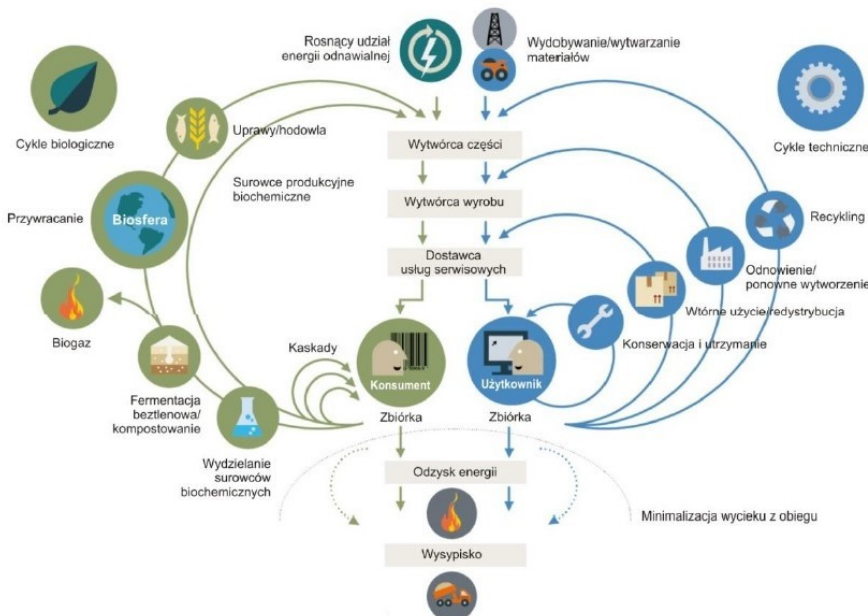 Rosnący udział
energii odnawialnej
Wydobywanie/wytwarzanie
materiałów
Cykle biologiczne
Uprawy/hodowla
Cykle techniczne
Wytwórca części
Surowce produkcyjne
biochemiczne
Wytwórca wyrobu
Przywracanie
Biosfera
Recykling
Dostawca
usług serwisowych
Odnowienie/
ponowne wytworzenie
Wtórne użycie/redystrybucja
Biogaz
Kaskady
Konserwacja i utrzymanie
Konsument
Użytkownik
Fermentacja
beztlenowa/
kompostowanie
Zbiórka
Zbiórka
Wydzielanie
surowców
biochemicznych
Odzysk energii
Minimalizacja wycieku z obiegu
Wysypisko